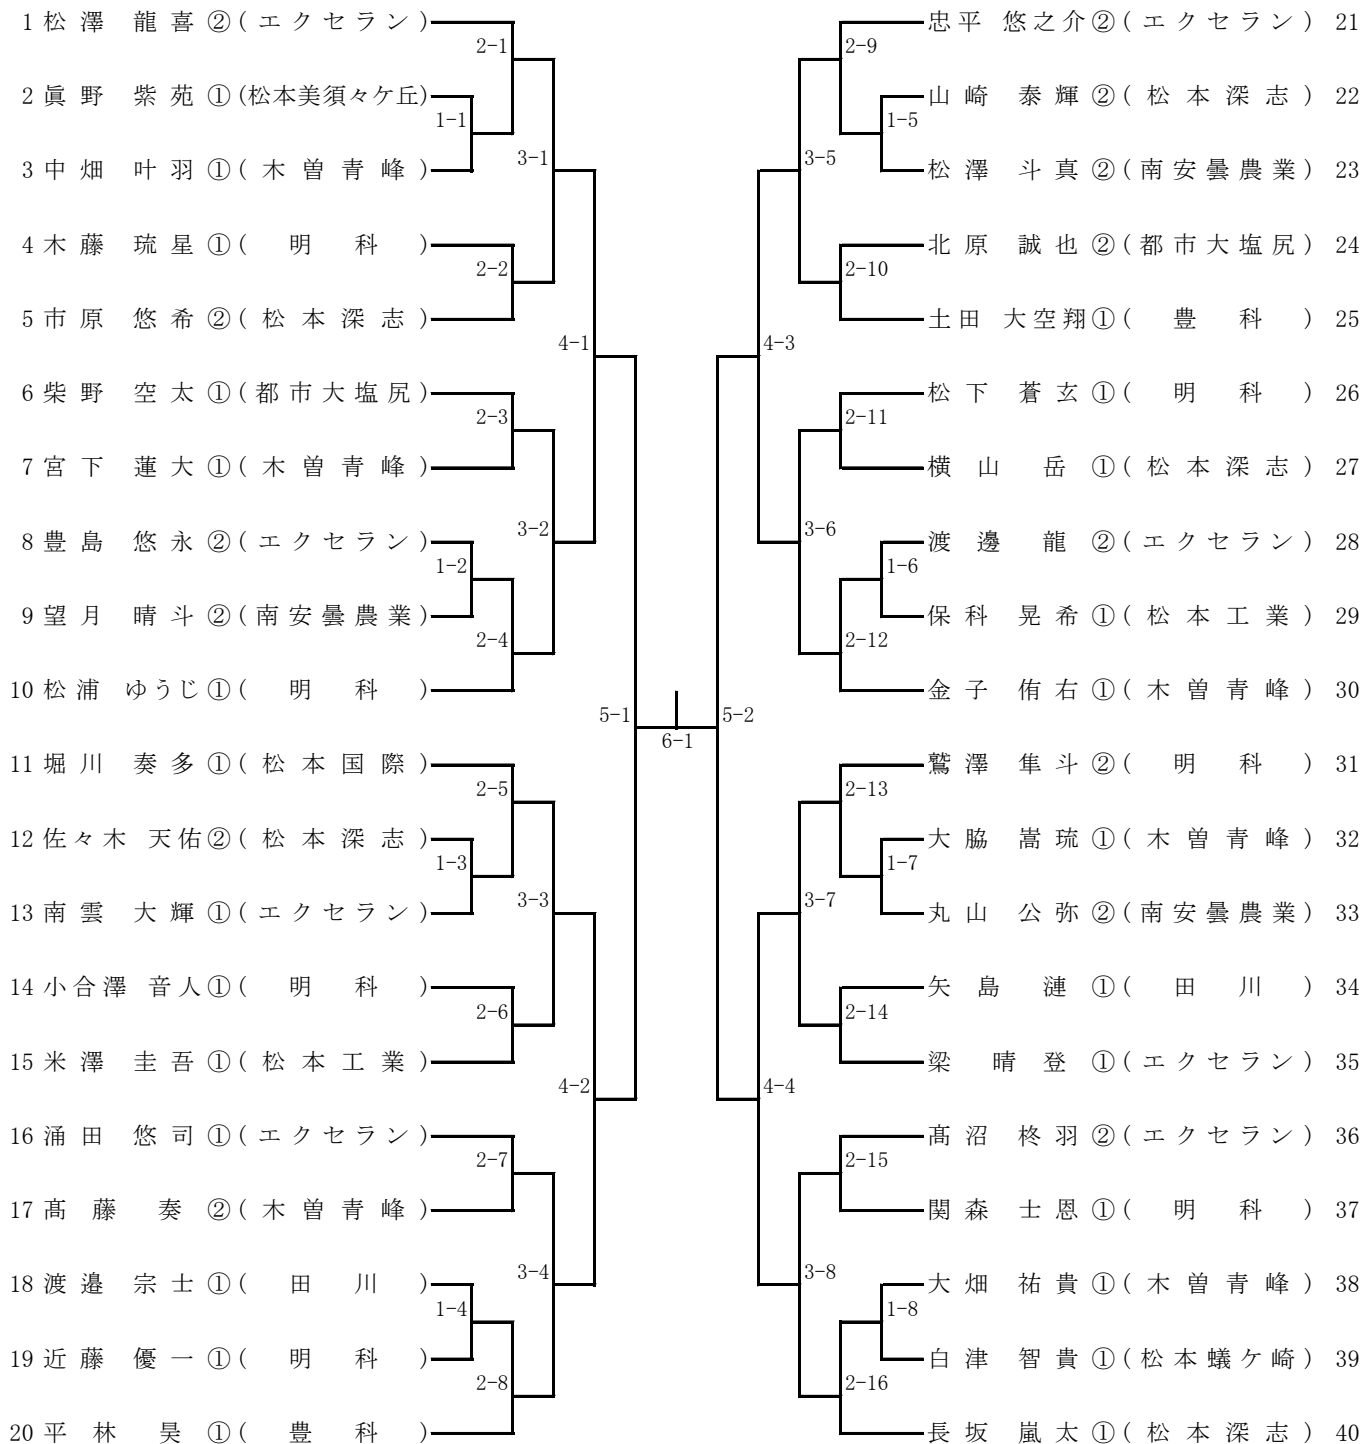 1 松澤 龍喜 ②(エクセラン)
2-1
2 眞野 紫苑 ①(松本美須々ケ丘)
1-1
3 中畑 叶羽 ①(木曽青峰)
3-1
4 木藤 琉星 ①(明科)
2-2
5 市原 悠希 ②(松本深志)
4-1
6 柴野 空太 ①(都市大塩尻)
2-3
7 宮下 蓮大 ①(木曽青峰)
3-2
8 豊島 悠永 ②(エクセラン)
1-2
9 望月 晴斗 ②(南安曇農業)
2-4
10 松浦 ゆうじ ①(明科)
5-1
11 堀川 奏多 ①(松本国際)
2-5
12 佐々木 天佑 ②(松本深志)
1-3
13 南雲 大輝 ①(エクセラン)
3-3
14 小合澤 音人 ①(明科)
2-6
15 米澤 圭吾 ①(松本工業)
4-2
16 涌田 悠司 ①(エクセラン)
2-7
17 髙藤 奏 ②(木曽青峰)
3-4
18 渡邉 宗士 ①(田川)
1-4
19 近藤 優一 ①(明科)
2-8
20 平林 昊 ①(豊科)
6-1
忠平 悠之介 ②(エクセラン) 21
2-9
山崎 泰輝 ②(松本深志) 22
1-5
松澤 斗真 ②(南安曇農業) 23
3-5
北原 誠也 ②(都市大塩尻) 24
2-10
土田 大空翔 ①(豊科) 25
4-3
松下 蒼玄 ①(明科) 26
2-11
横山 岳 ①(松本深志) 27
3-6
渡邊 龍 ②(エクセラン) 28
1-6
保科 晃希 ①(松本工業) 29
2-12
金子 侑右 ①(木曽青峰) 30
5-2
鷲澤 隼斗 ②(明科) 31
2-13
大脇 嵩琉 ①(木曽青峰) 32
1-7
丸山 公弥 ②(南安曇農業) 33
3-7
矢島 漣 ①(田川) 34
2-14
梁 晴登 ①(エクセラン) 35
4-4
髙沼 柊羽 ②(エクセラン) 36
2-15
関森 士恩 ①(明科) 37
3-8
大畑 祐貴 ①(木曽青峰) 38
1-8
白津 智貴 ①(松本蟻ケ崎) 39
2-16
長坂 嵐太 ①(松本深志) 40